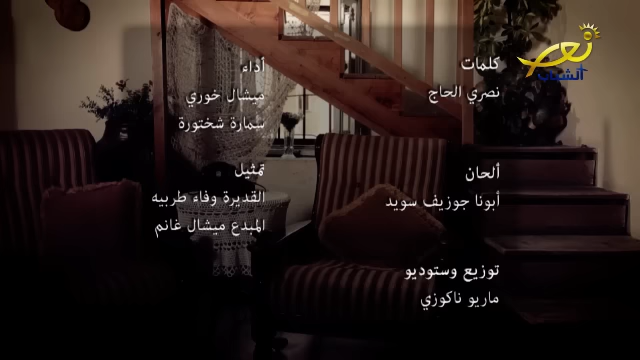 نعم
الشباب
كلمات
نصري الحاج
ألحان
أبونا جوزيف سويد
توزيع وستوديو
ماريو ناكوزي
أداء
ميشال خوري
سمارة شختورة
تمثيل
القديرة وفاء طربيه
المبدع ميشال غانم